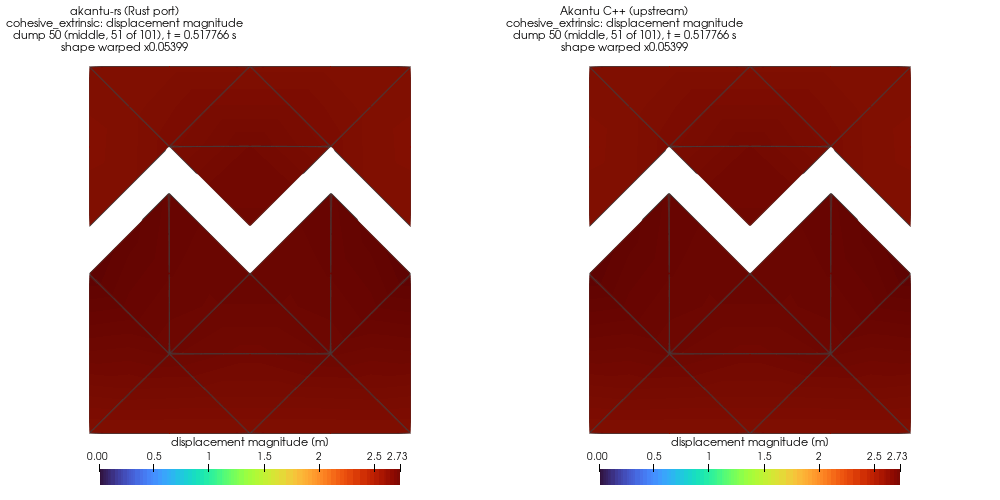 akantu-rs (Rust port)
cohesive_extrinsic: displacement magnitude
dump 50 (middle, 51 of 101), t = 0.517766 s
shape warped x0.05399
displacement magnitude (m)
0.00 0.5 1 1.5 2 2.5 2.73
Akantu C++ (upstream)
cohesive_extrinsic: displacement magnitude
dump 50 (middle, 51 of 101), t = 0.517766 s
shape warped x0.05399
displacement magnitude (m)
0.00 0.5 1 1.5 2 2.5 2.73